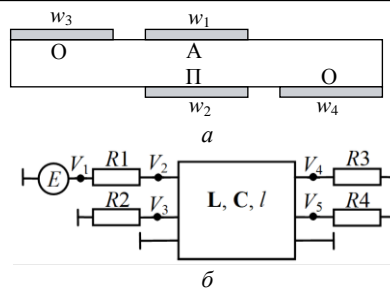 w3 w1
О А
П О
w2 w4
а
E V1 R1 V2 L, C, l V4 R3
R2 V3 V5 R4
б